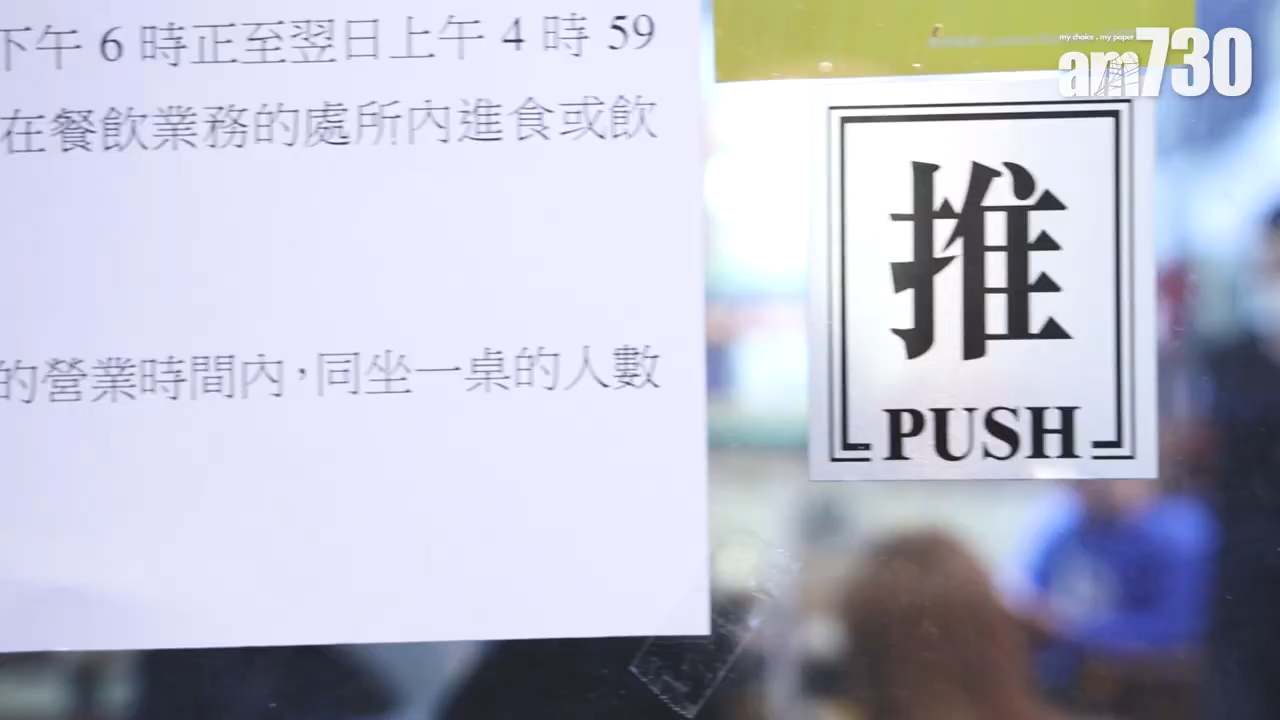 下午 6 時正至翌日上午 4 時 59
在餐飲業務的處所內進食或飲
的營業時間內，同坐一桌的人數
my choice . my paper
am730
推
PUSH